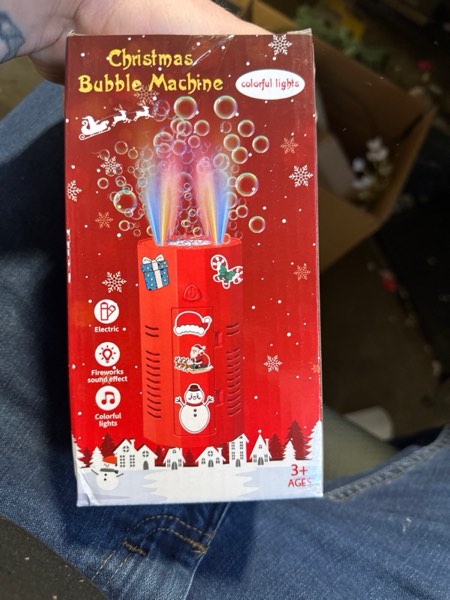 Christmas
Bubble Machine
colorful lights
Electric
Fireworks
sound effect
Colorful
lights
3+
AGES